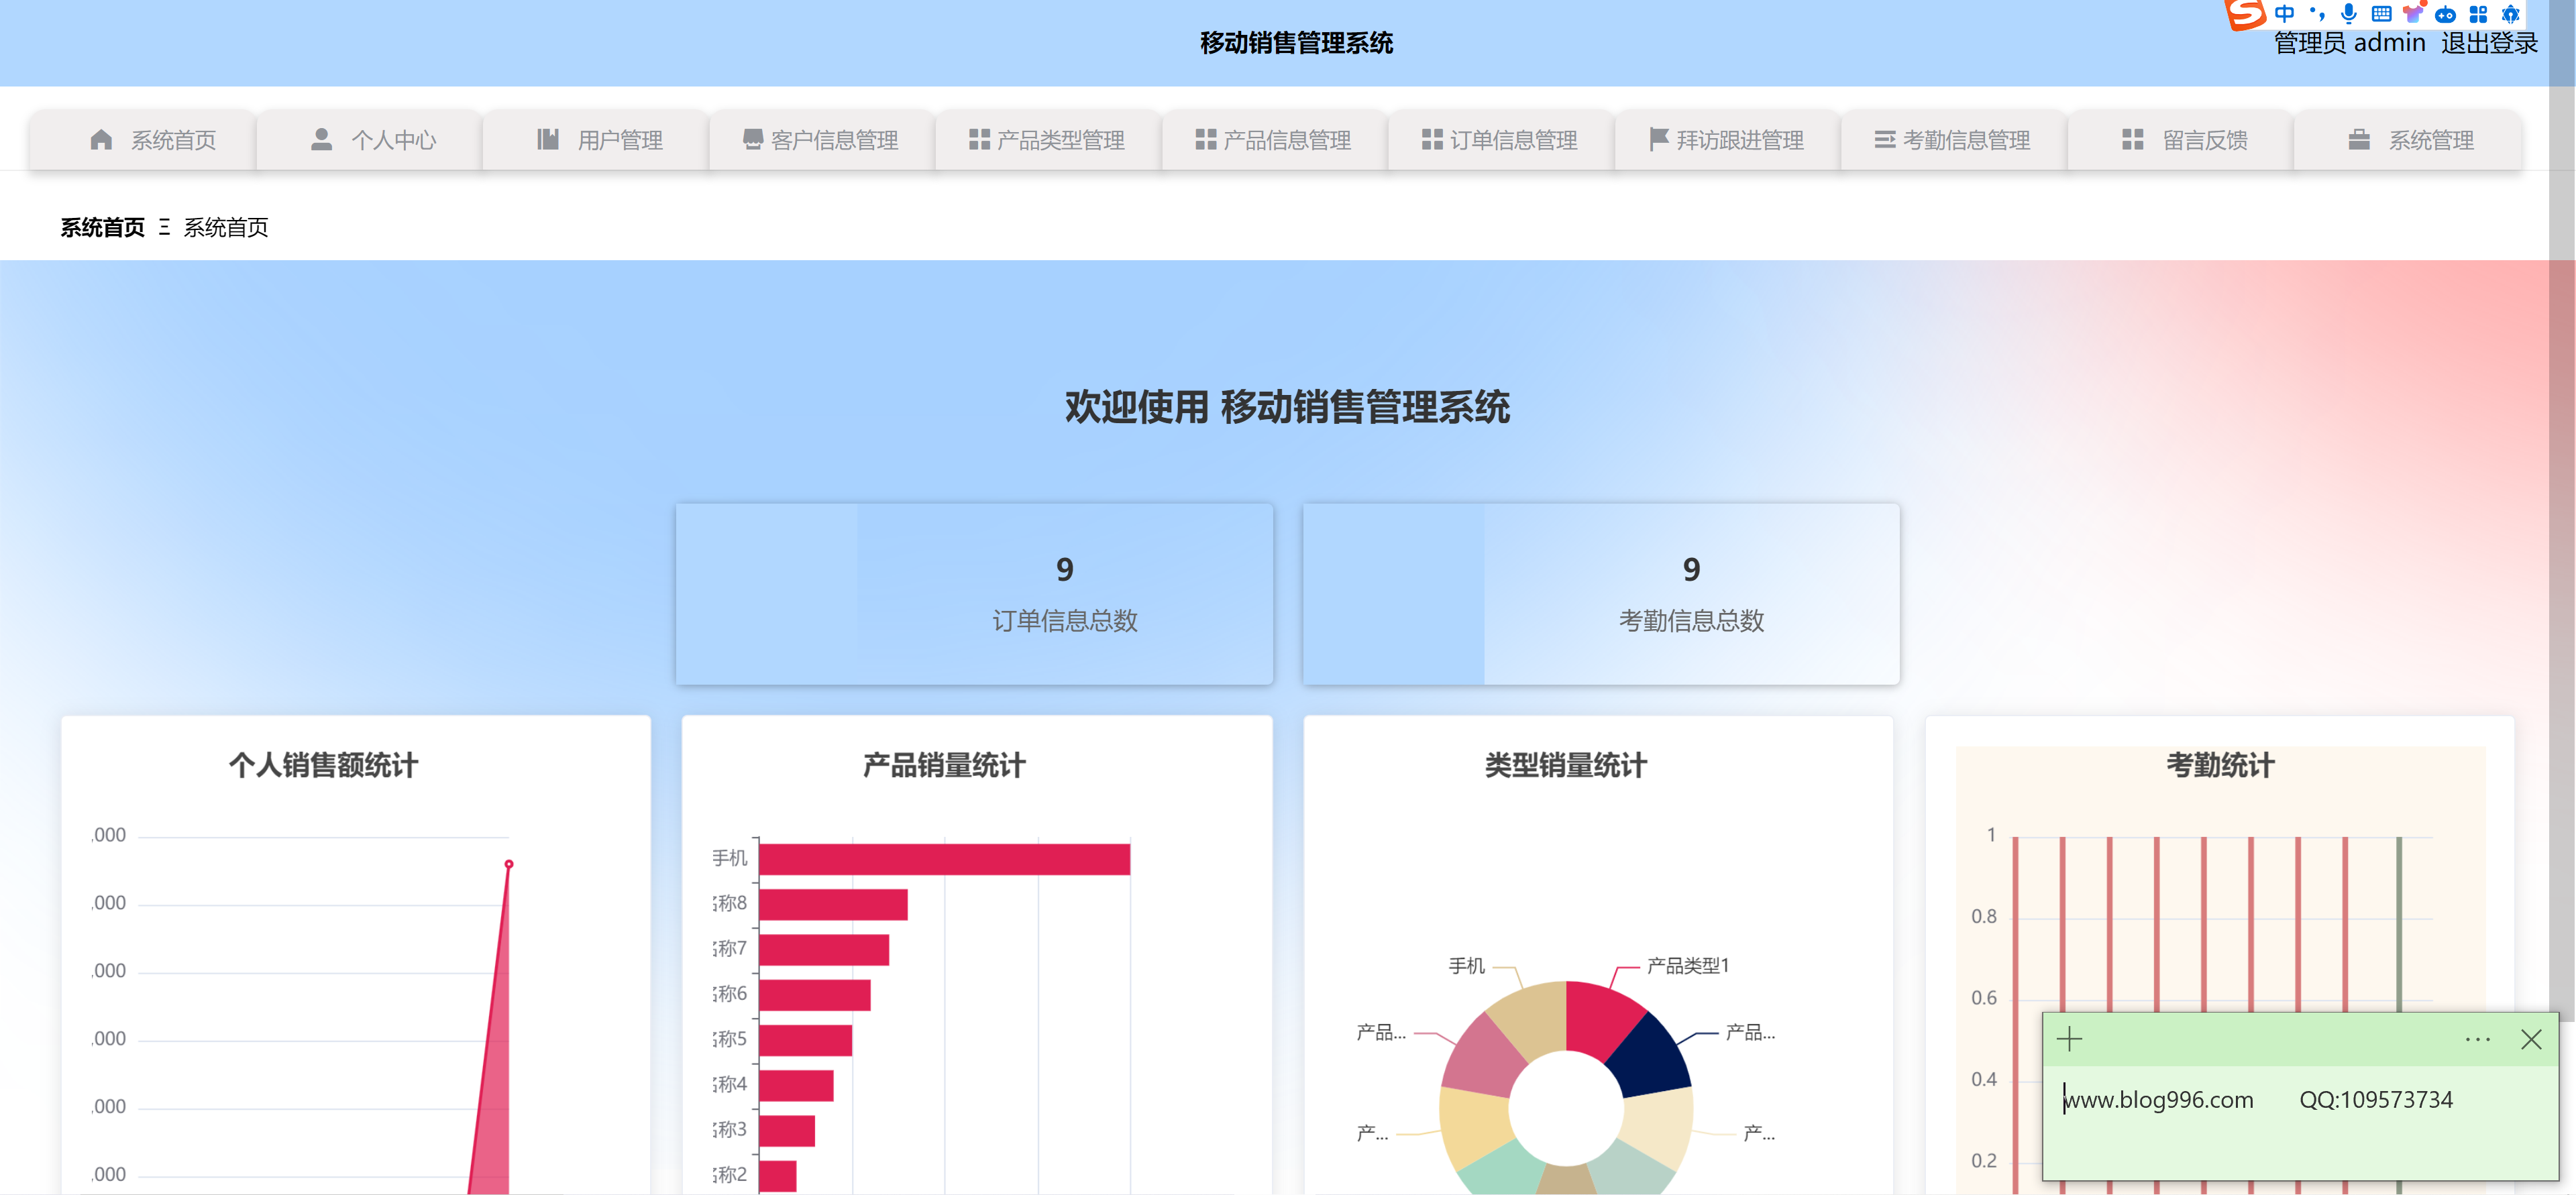 中
移动销售管理系统
管理员 admin 退出登录
系统首页 个人中心 用户管理 客户信息管理 产品类型管理 产品信息管理 订单信息管理 拜访跟进管理 考勤信息管理 留言反馈 系统管理
系统首页 Ξ 系统首页
欢迎使用 移动销售管理系统
9
订单信息总数
9
考勤信息总数
个人销售额统计
,000
,000
,000
,000
,000
,000
产品销量统计
手机
称8
称7
称6
称5
称4
称3
称2
类型销量统计
手机
产品类型1
产品...
产品...
产...
产...
考勤统计
1
0.8
0.6
0.4
0.2
www.blog996.com QQ:109573734